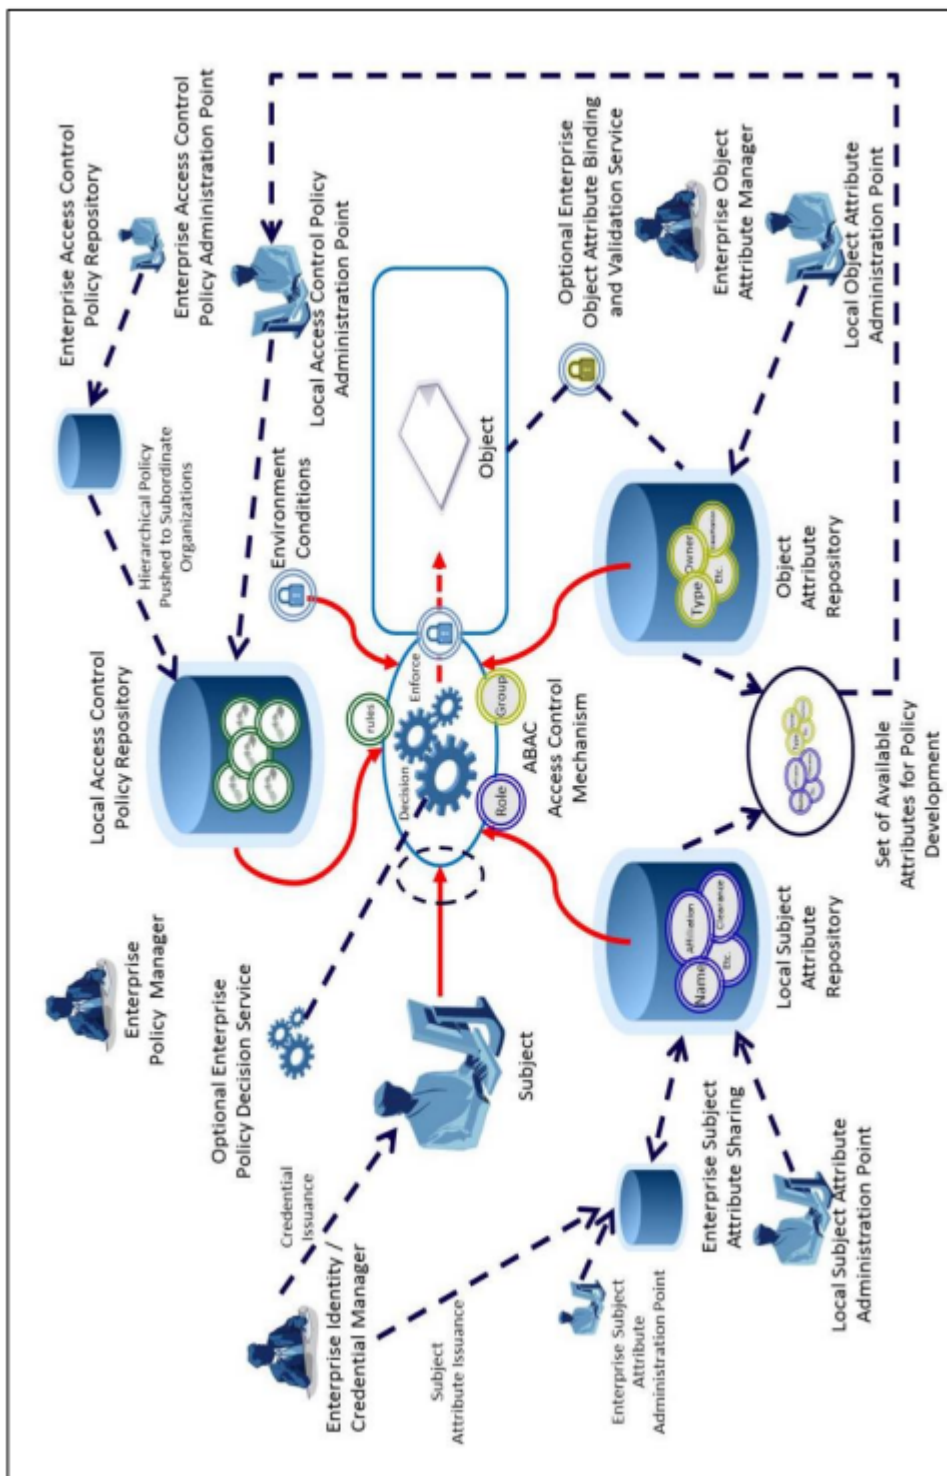 Enterprise Access Control
Policy Repository
Enterprise Access Control
Policy Administration Point
Hierarchical Policy
Pushed to Subordinate
Organizations
Local Access Control Policy
Administration Point
Enterprise
Policy Manager
Local Access Control
Policy Repository
Environment
Conditions
Optional Enterprise
Policy Decision Service
Credential
Issuance
Enterprise Identity /
Credential Manager
Subject
Attribute Issuance
Subject
rules
Decision
Enforce
Role
Group
ABAC
Access Control
Mechanism
Object
Optional Enterprise
Object Attribute Binding
and Validation Service
Enterprise Object
Attribute Manager
Local Object Attribute
Administration Point
Enterprise Subject
Attribute
Administration Point
Enterprise Subject
Attribute Sharing
Local Subject Attribute
Administration Point
Name
Affiliation
Etc.
Clearance
Local Subject
Attribute
Repository
Type
Owner
Etc.
Object
Attribute
Repository
Set of Available
Attributes for Policy
Development